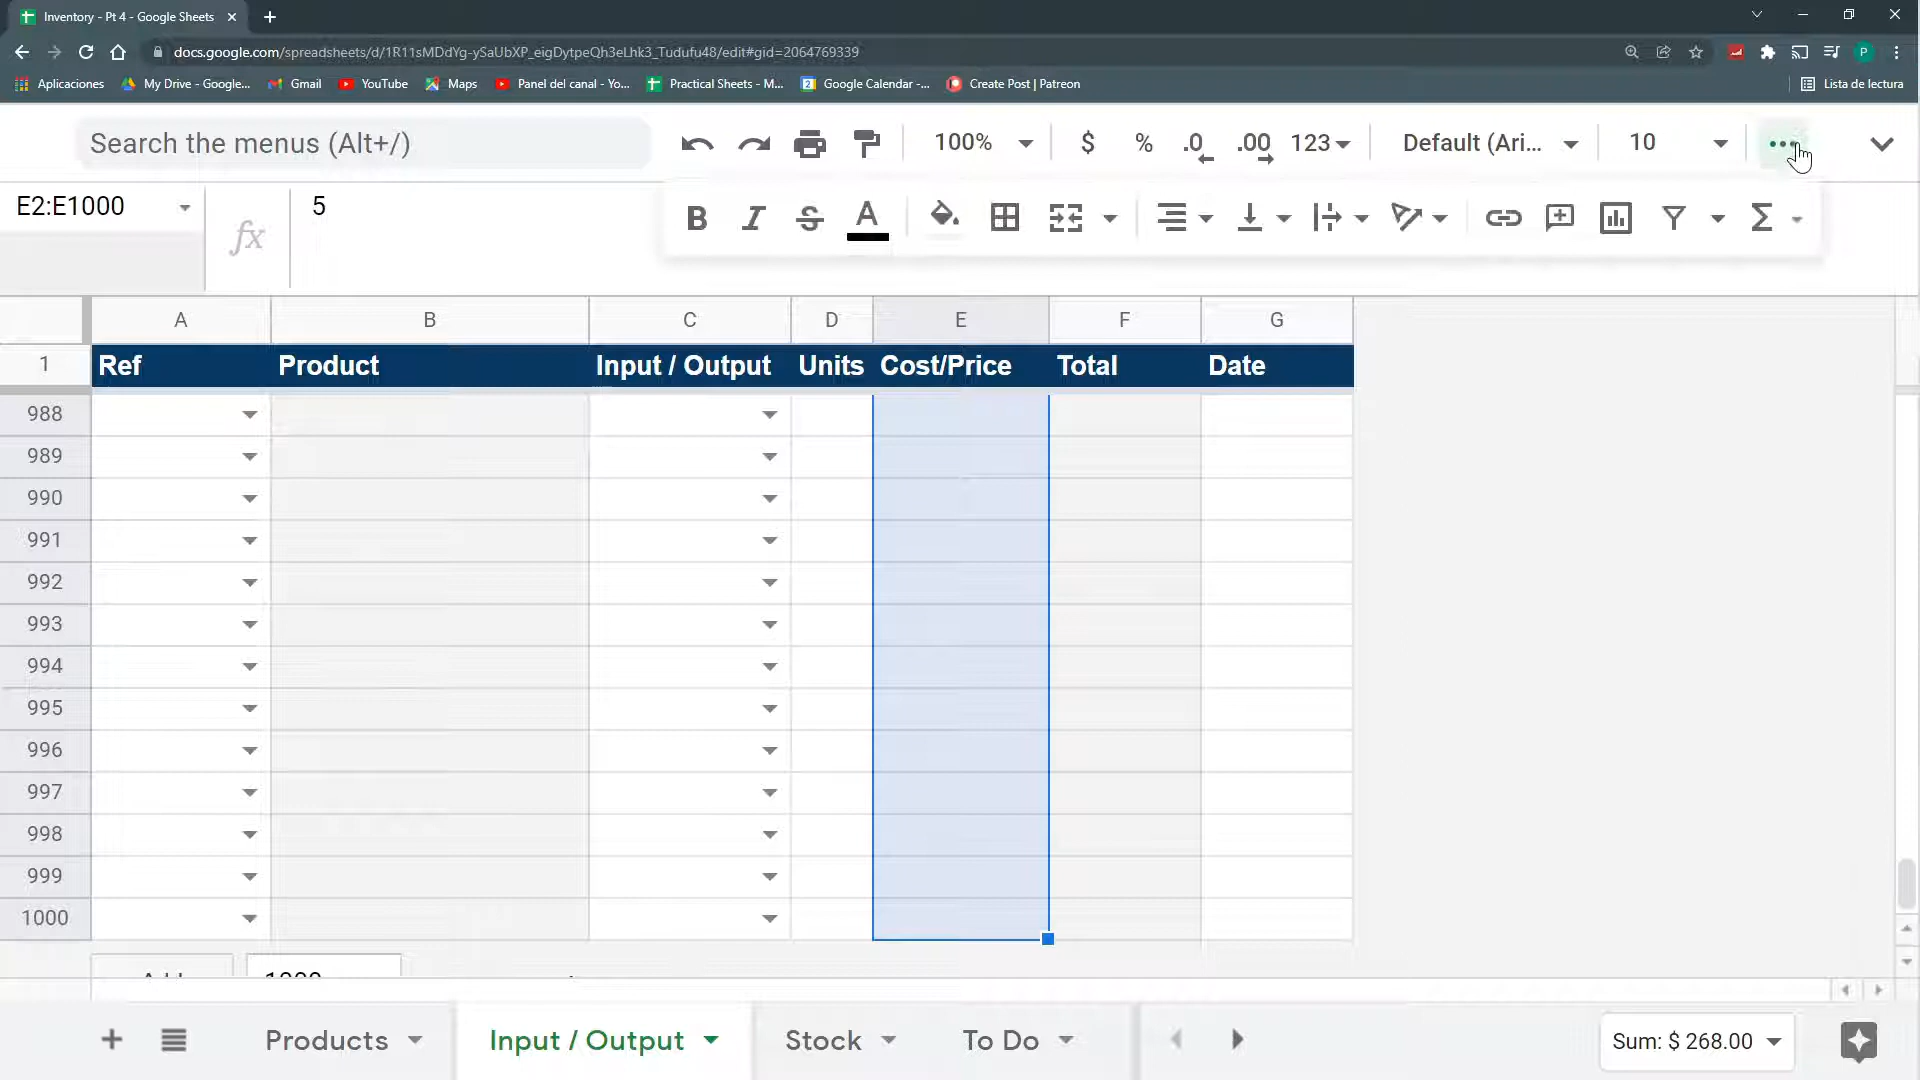 Inventory - Pt 4 - Google Sheets
docs.google.com/spreadsheets/d/1R11sMDdYg-ySaUbXP_eigDytpeQh3eLhk3_Tudufu48/edit#gid=2064769339
P
Aplicaciones My Drive - Google... Gmail YouTube Maps Panel del canal - Yo... Practical Sheets - M... Google Calendar -... Create Post | Patreon Lista de lectura
Search the menus (Alt+/) 100% $ % .0 .00 123 Default (Ari... 10
E2:E1000 fx 5
B I S A
A B C D E F G
1 Ref Product Input / Output Units Cost/Price Total Date
988
989
990
991
992
993
994
995
996
997
998
999
1000
Products Input / Output Stock To Do Sum: $ 268.00